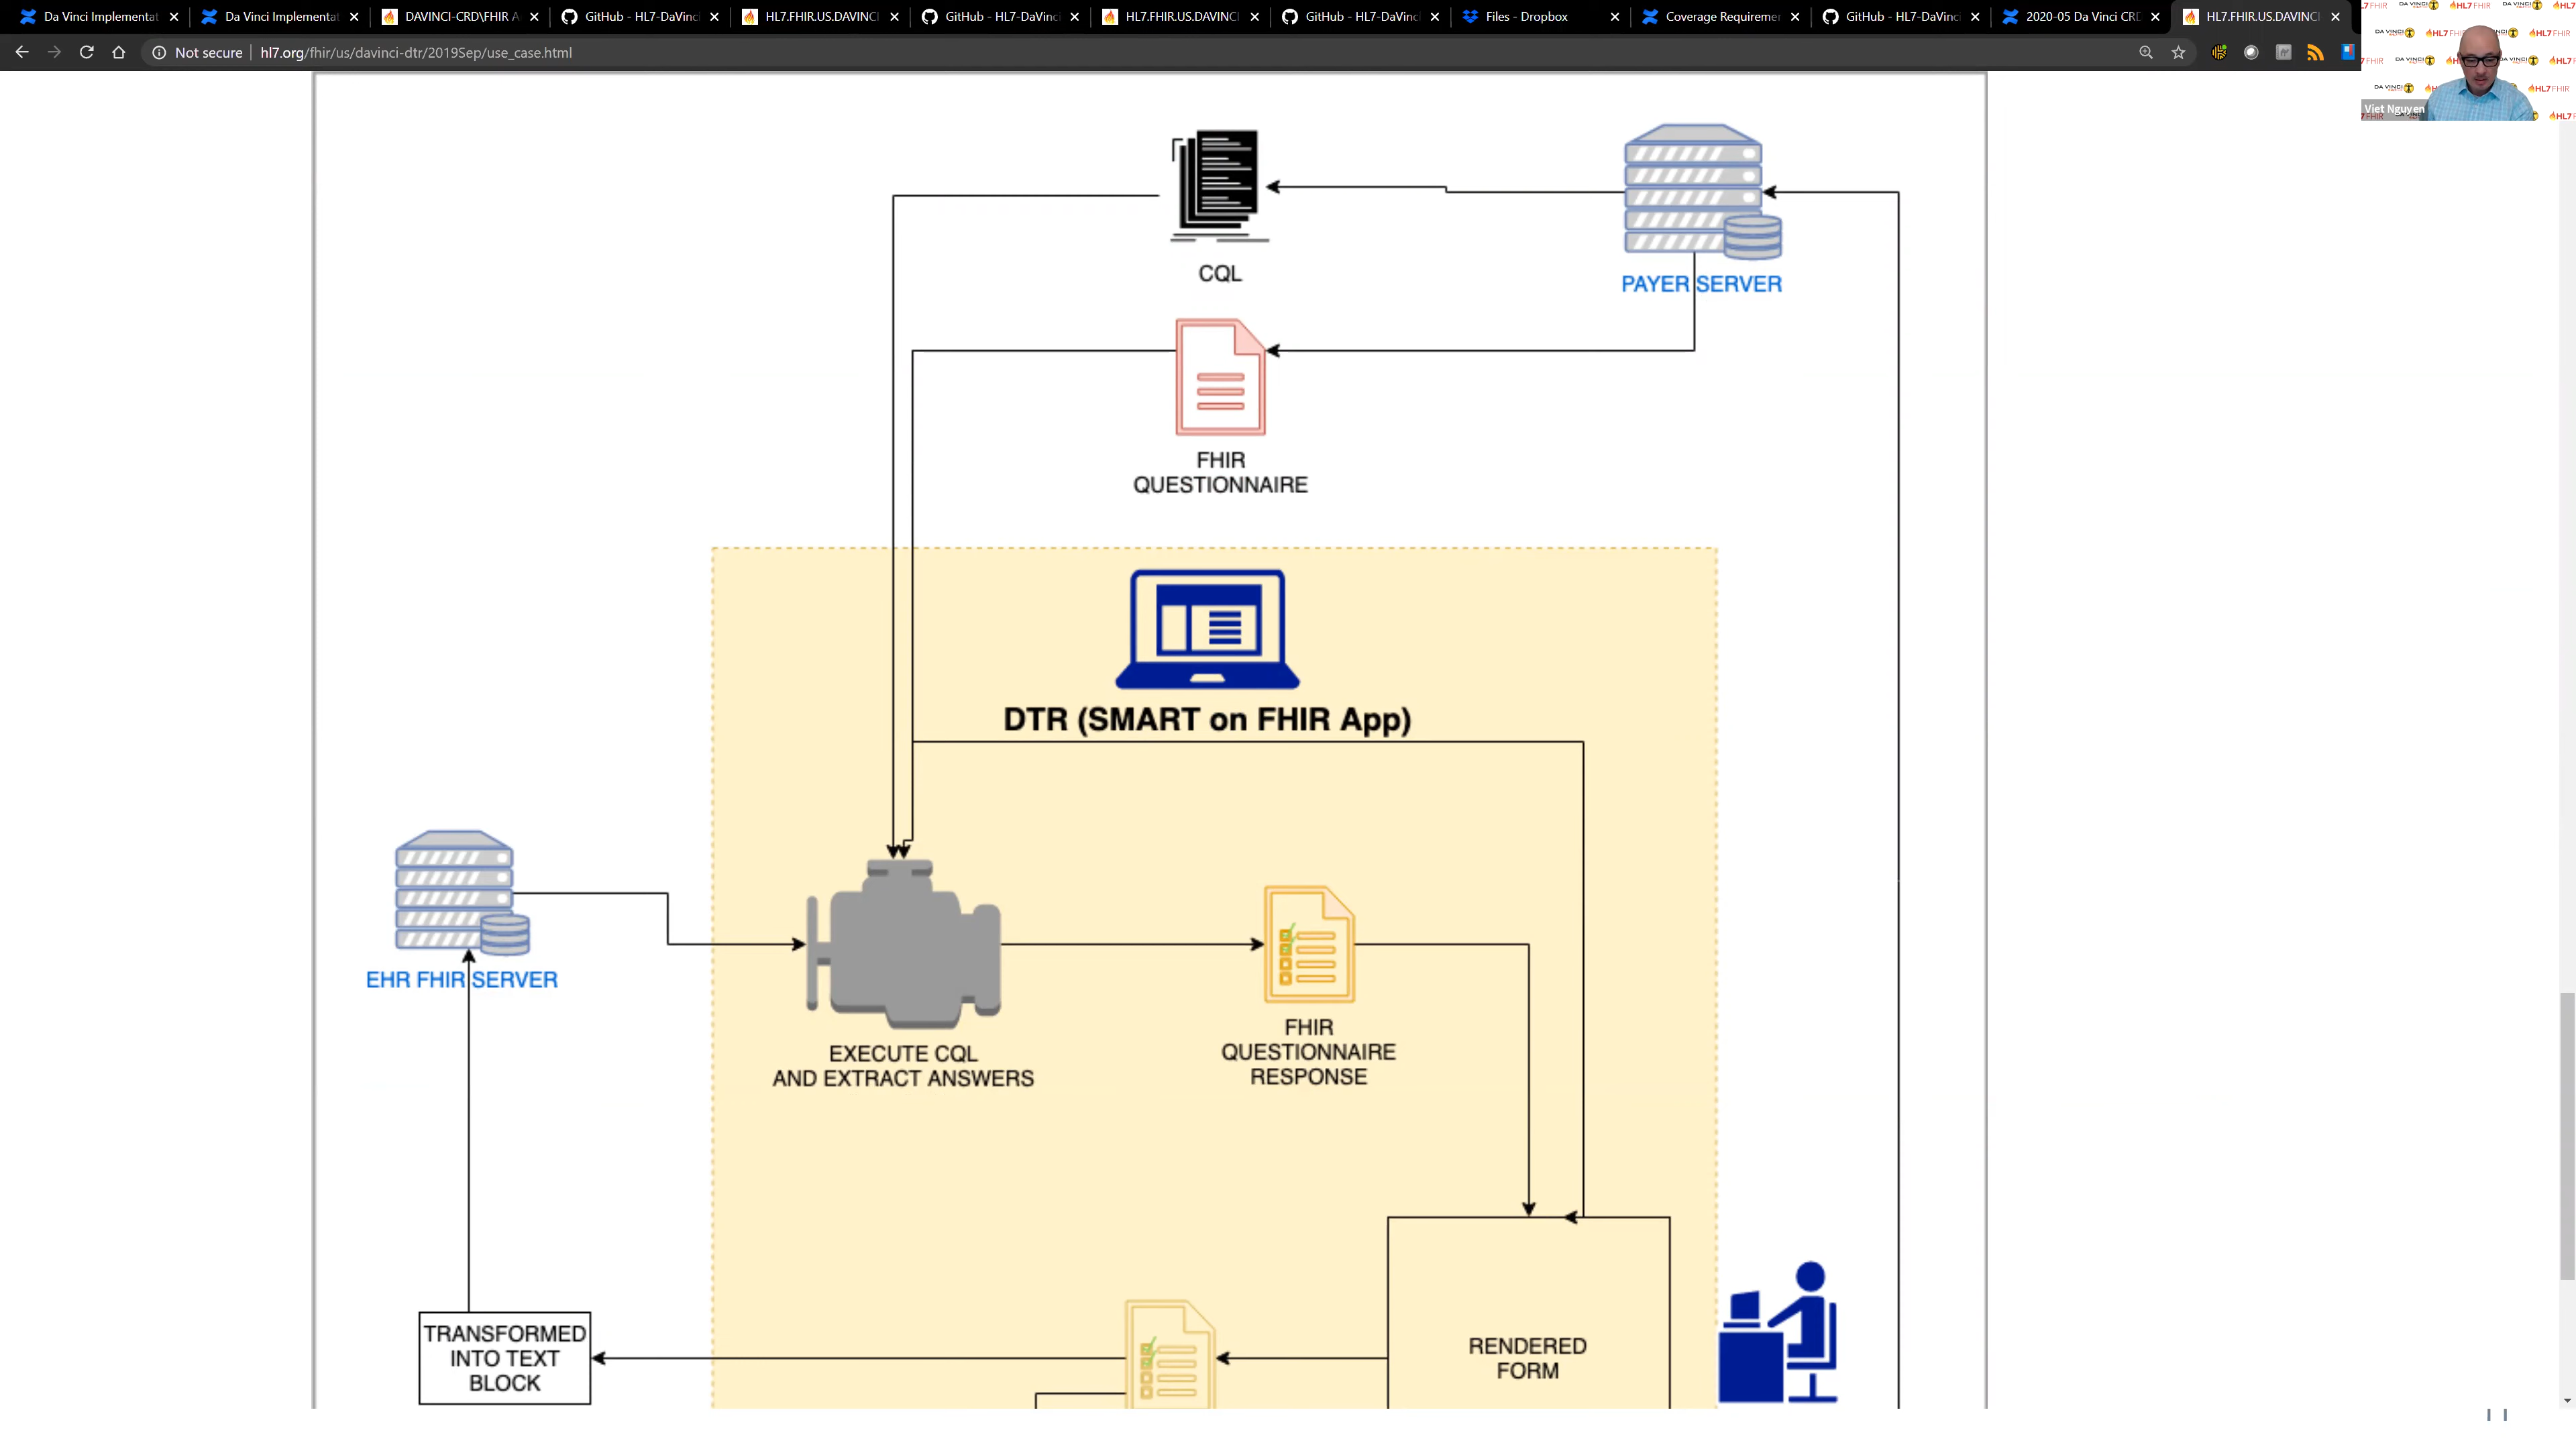 Da Vinci Implementat
Da Vinci Implementat
DAVINCI-CRD\FHIR A
GitHub - HL7-DaVinc
HL7.FHIR.US.DAVINCI
GitHub - HL7-DaVinc
HL7.FHIR.US.DAVINCI
GitHub - HL7-DaVinc
Files - Dropbox
Coverage Requiremer
GitHub - HL7-DaVinc
2020-05 Da Vinci CRD
HL7.FHIR.US.DAVINCI
Not secure
hl7.org/fhir/us/davinci-dtr/2019Sep/use_case.html
Viet Nguyen
CQL
PAYER SERVER
FHIR
QUESTIONNAIRE
DTR (SMART on FHIR App)
EHR FHIR SERVER
EXECUTE CQL
AND EXTRACT ANSWERS
FHIR
QUESTIONNAIRE
RESPONSE
TRANSFORMED
INTO TEXT
BLOCK
RENDERED
FORM